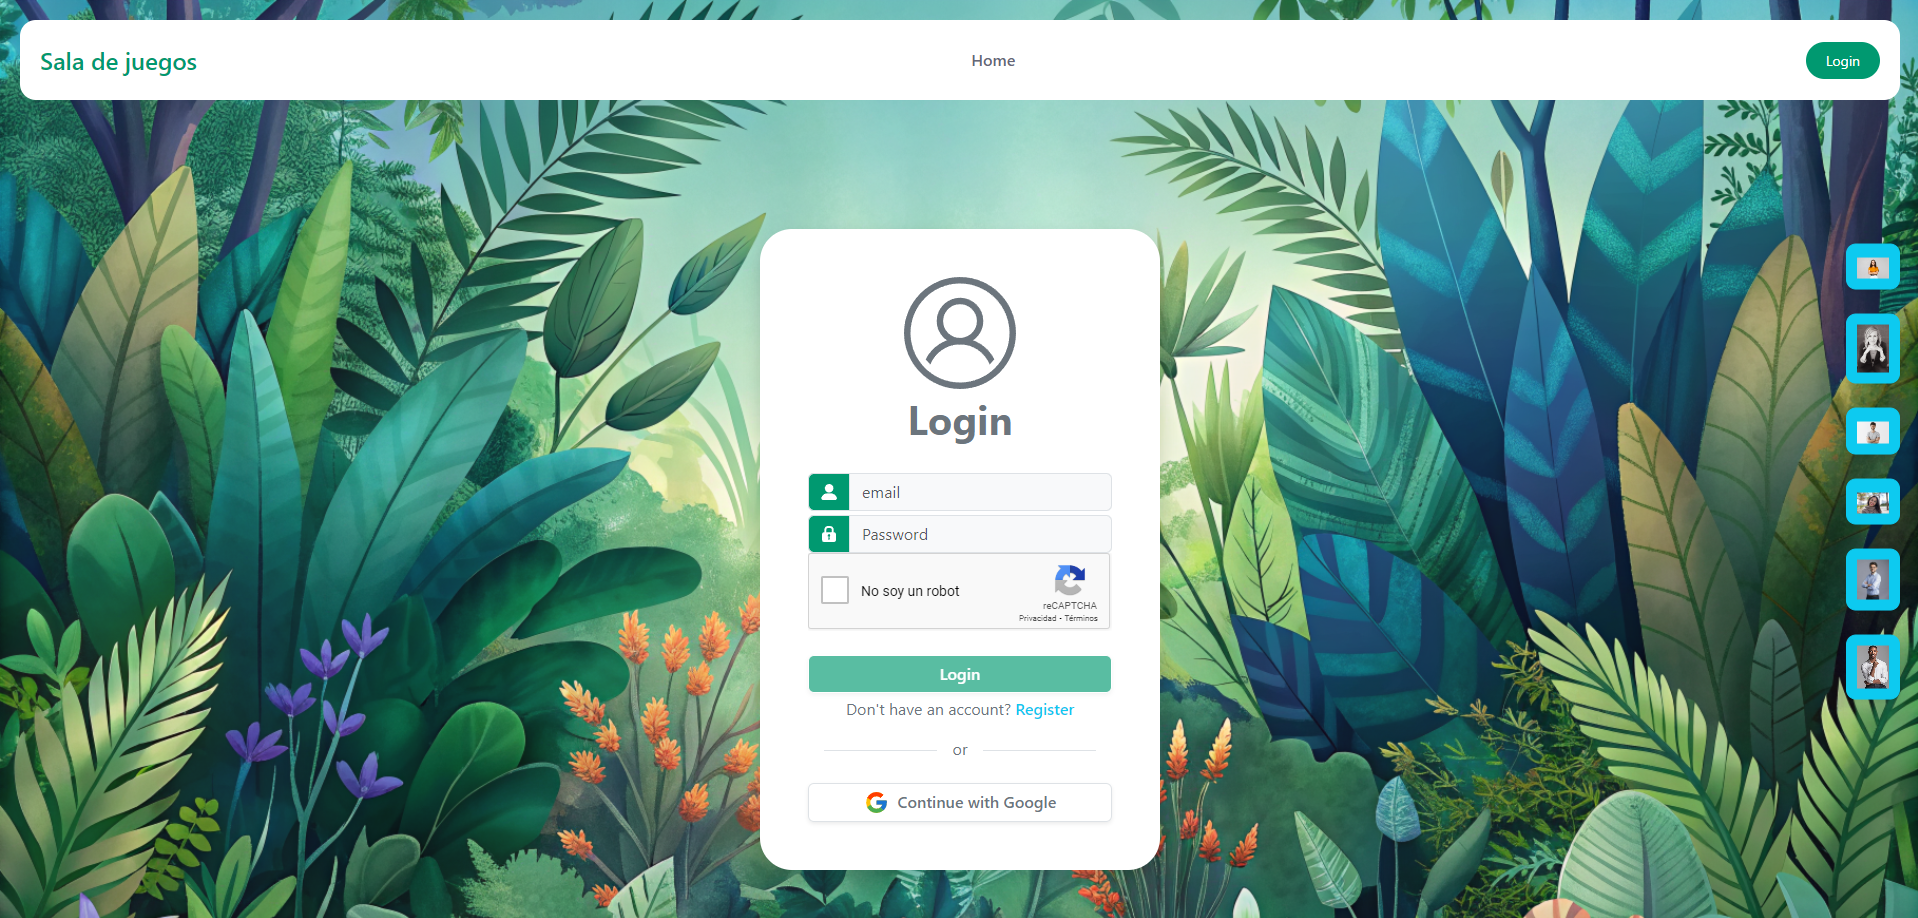 Sala de juegos
Home
Login
Login
email
Password
No soy un robot
reCAPTCHA
Privacidad - Términos
Login
Don't have an account? Register
or
Continue with Google